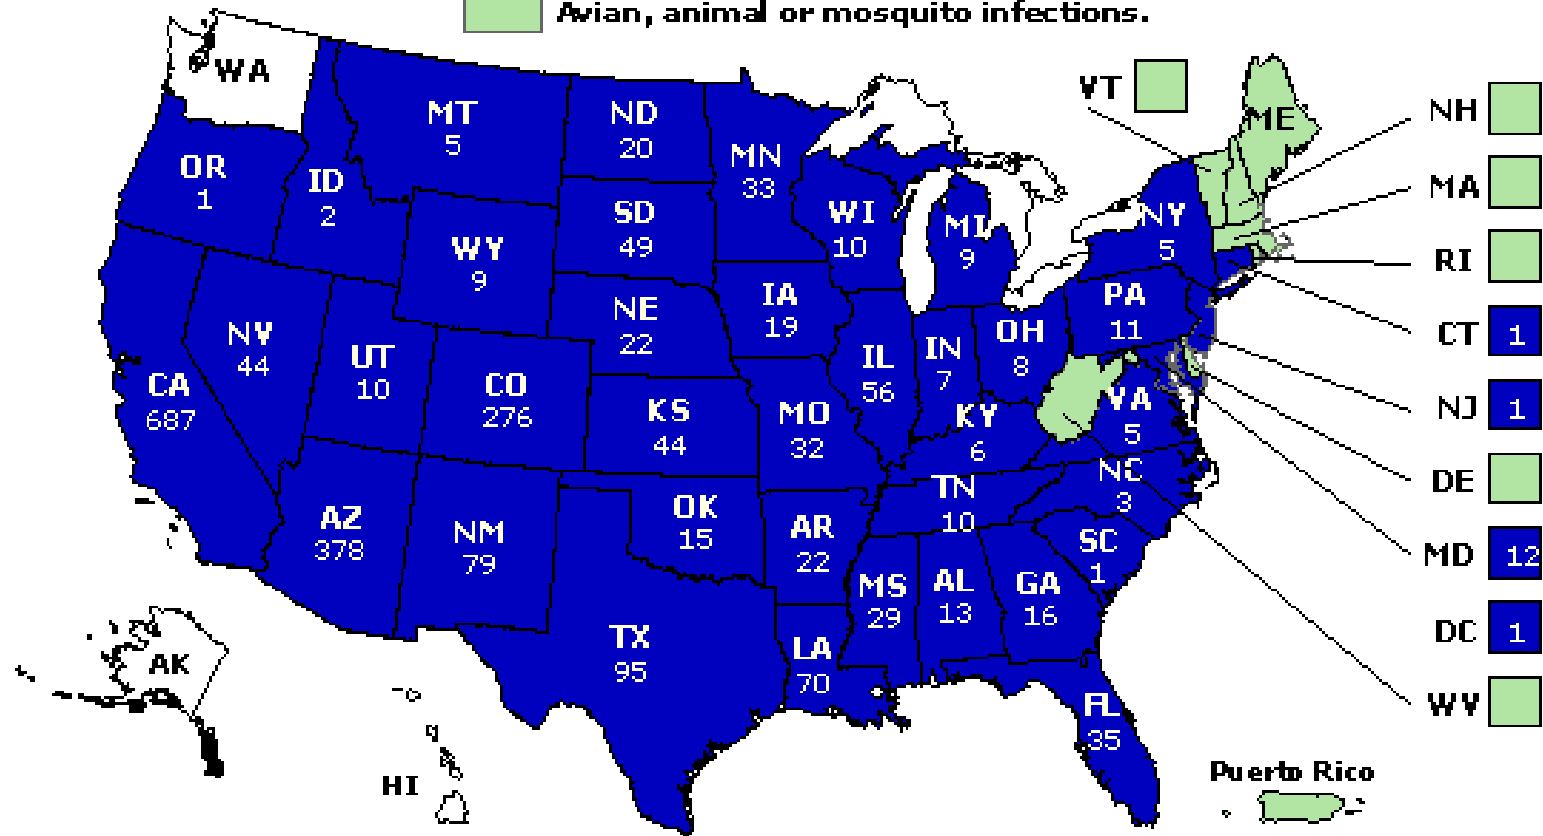 Avian, animal or mosquito infections.
WA
MT
5
ND
20
MN
33
VT
ME
NH
OR
1
ID
2
SD
49
WI
10
MI
9
NY
5
MA
WY
9
RI
NV
44
UT
10
NE
22
IA
19
PA
11
CT 1
CA
687
CO
276
KS
44
MO
32
IL
56
IN
7
OH
8
KY
6
VA
5
NJ 1
AZ
378
NM
79
OK
15
AR
22
TN
10
NC
3
DE
SC
1
MD 12
TX
95
LA
70
MS
29
AL
13
GA
16
DC 1
AK
FL
35
WV
HI
Puerto Rico